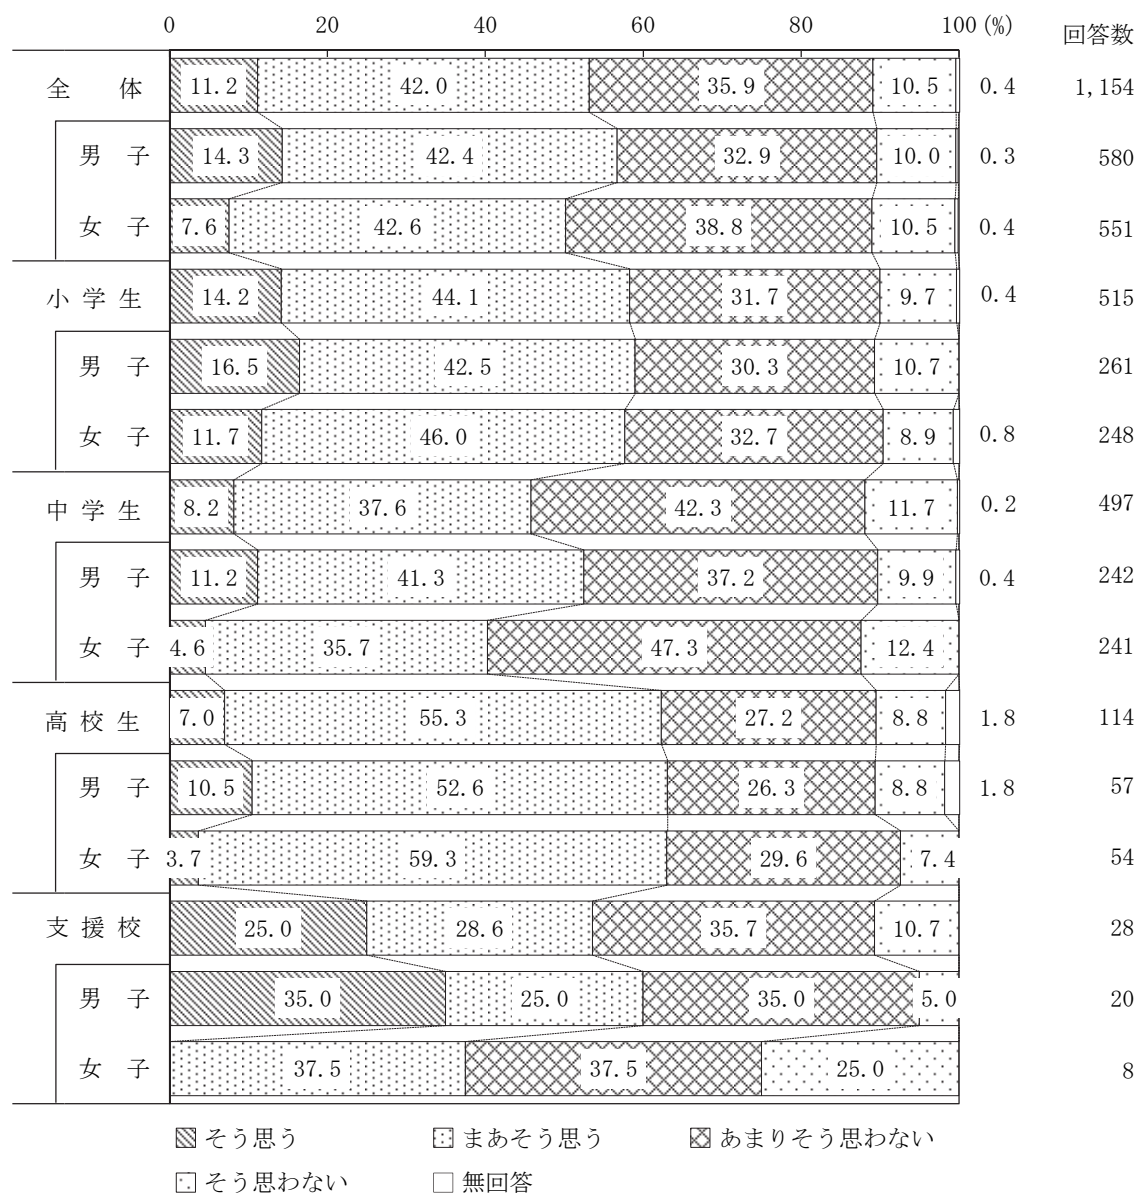 0 20 40 60 80 100 (%) 回答数
全体 11.2 42.0 35.9 10.5 0.4 1,154
男子 14.3 42.4 32.9 10.0 0.3 580
女子 7.6 42.6 38.8 10.5 0.4 551
小学生 14.2 44.1 31.7 9.7 0.4 515
男子 16.5 42.5 30.3 10.7 261
女子 11.7 46.0 32.7 8.9 0.8 248
中学生 8.2 37.6 42.3 11.7 0.2 497
男子 11.2 41.3 37.2 9.9 0.4 242
女子 4.6 35.7 47.3 12.4 241
高校生 7.0 55.3 27.2 8.8 1.8 114
男子 10.5 52.6 26.3 8.8 1.8 57
女子 3.7 59.3 29.6 7.4 54
支援校 25.0 28.6 35.7 10.7 28
男子 35.0 25.0 35.0 5.0 20
女子 37.5 37.5 25.0 8
そう思う まあそう思う あまりそう思わない
そう思わない 無回答